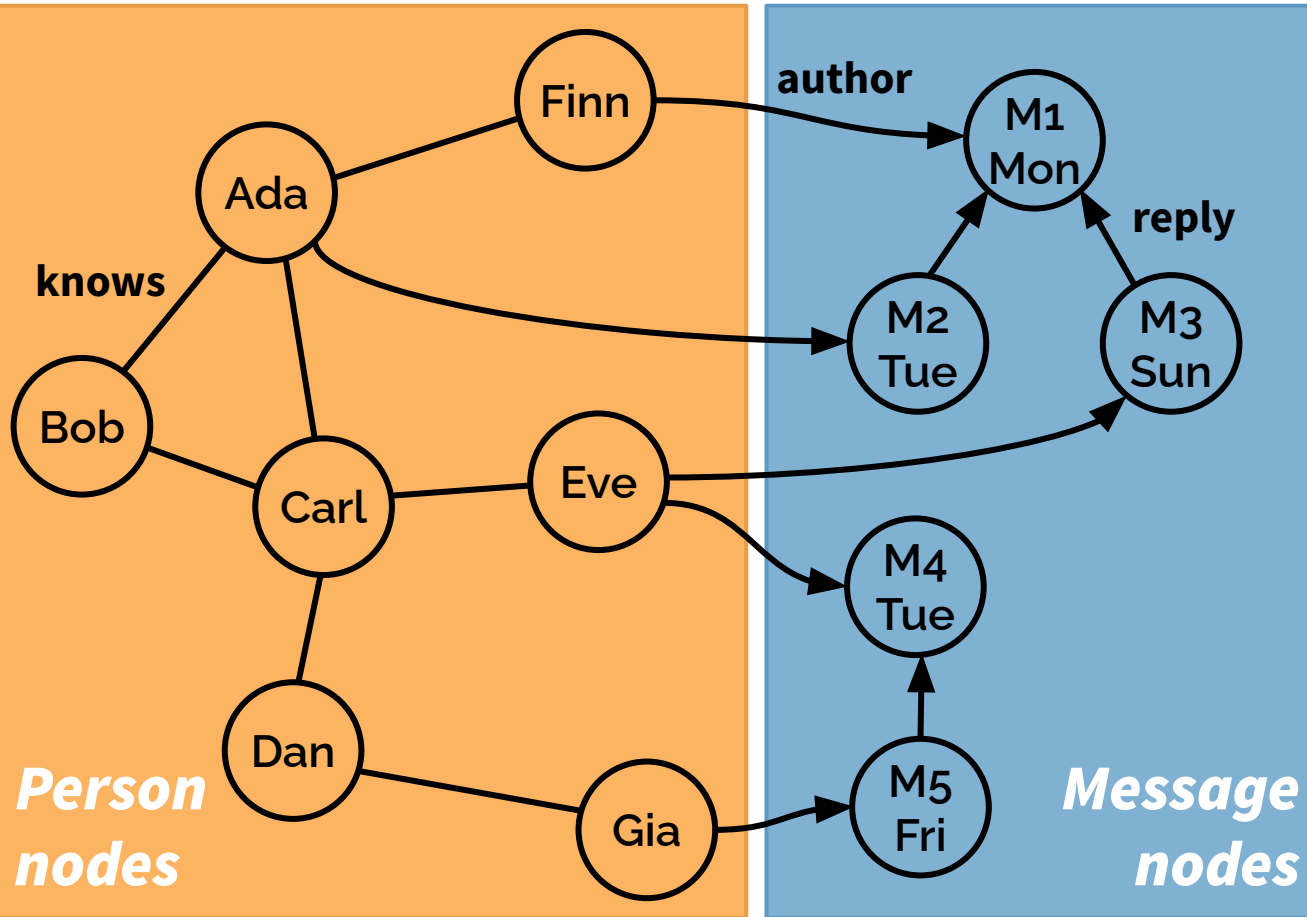 Finn
author
M1
Mon
Ada
reply
knows
M2
Tue
M3
Sun
Bob
Carl
Eve
M4
Tue
Dan
Gia
M5
Fri
Person
nodes
Message
nodes